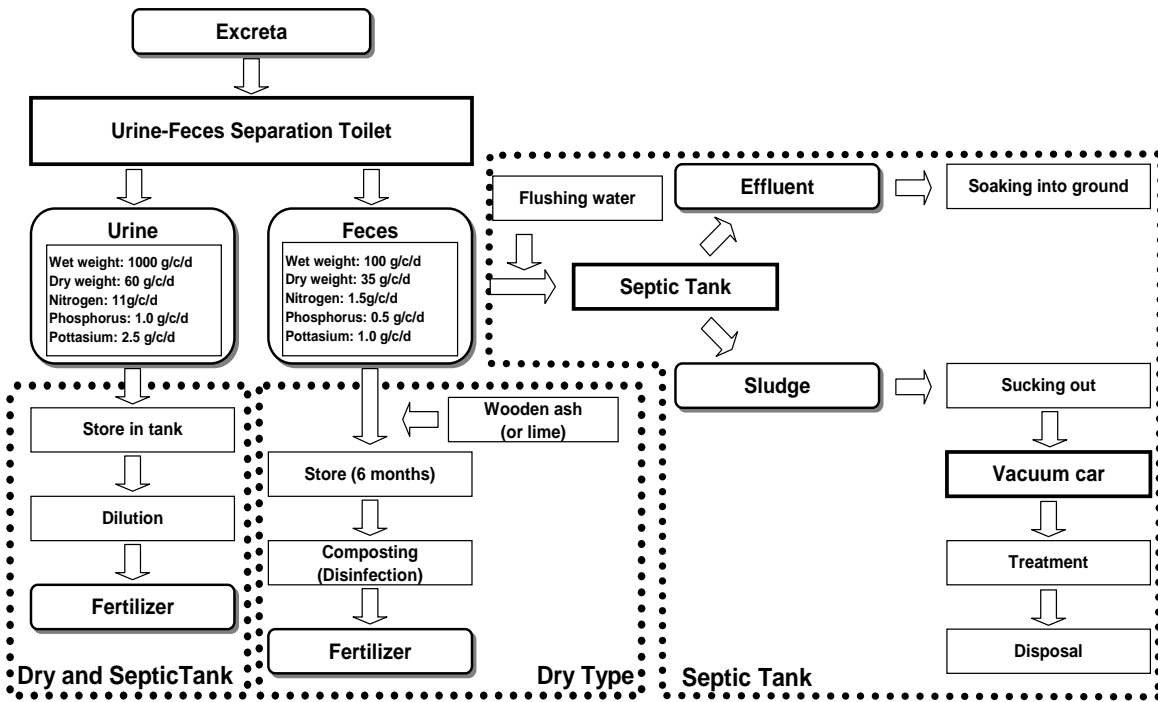 Excreta
Urine-Feces Separation Toilet
Urine
Wet weight: 1000 g/c/d
Dry weight: 60 g/c/d
Nitrogen: 11g/c/d
Phosphorus: 1.0 g/c/d
Pottasium: 2.5 g/c/d
Feces
Wet weight: 100 g/c/d
Dry weight: 35 g/c/d
Nitrogen: 1.5g/c/d
Phosphorus: 0.5 g/c/d
Pottasium: 1.0 g/c/d
Flushing water
Effluent
Soaking into ground
Septic Tank
Sludge
Sucking out
Vacuum car
Treatment
Disposal
Septic Tank
Store in tank
Dilution
Fertilizer
Dry and SepticTank
Wooden ash
(or lime)
Store (6 months)
Composting
(Disinfection)
Fertilizer
Dry Type